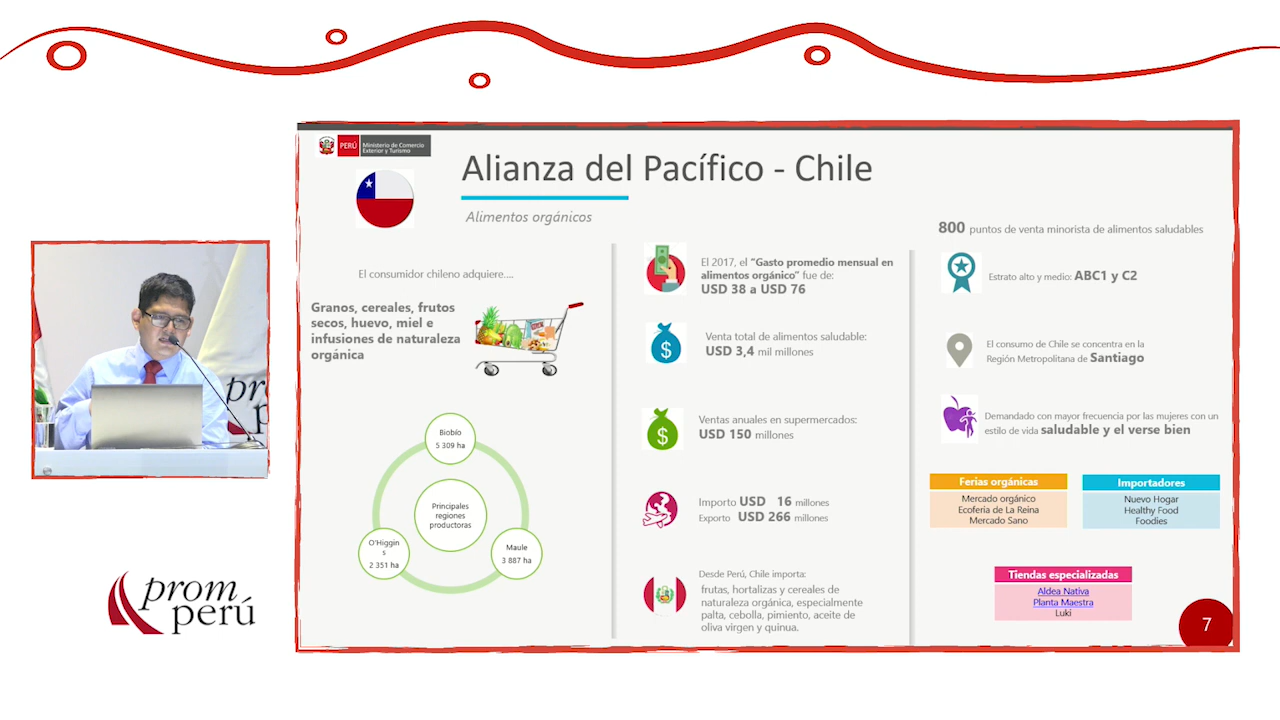 PERÚ
Ministerio de Comercio
Exterior y Turismo
Alianza del Pacífico - Chile
Alimentos orgánicos
El consumidor chileno adquiere....
Granos, cereales, frutos
secos, huevo, miel e
infusiones de naturaleza
orgánica
Biobío
5 309 ha
Principales
regiones
productoras
O'Higgin
s
2 351 ha
Maule
3 887 ha
El 2017, el "Gasto promedio mensual en
alimentos orgánico" fue de:
USD 38 a USD 76
Venta total de alimentos saludable:
USD 3,4 mil millones
Ventas anuales en supermercados:
USD 150 millones
Importo USD 16 millones
Exporto USD 266 millones
Desde Perú, Chile importa:
frutas, hortalizas y cereales de
naturaleza orgánica, especialmente
palta, cebolla, pimiento, aceite de
oliva virgen y quinua.
800 puntos de venta minorista de alimentos saludables
Estrato alto y medio: ABC1 y C2
El consumo de Chile se concentra en la
Región Metropolitana de Santiago
Demandado con mayor frecuencia por las mujeres con un
estilo de vida saludable y el verse bien
Ferias orgánicas
Mercado orgánico
Ecoferia de La Reina
Mercado Sano
Importadores
Nuevo Hogar
Healthy Food
Foodies
Tiendas especializadas
Aldea Nativa
Planta Maestra
Luki
7
prom
perú